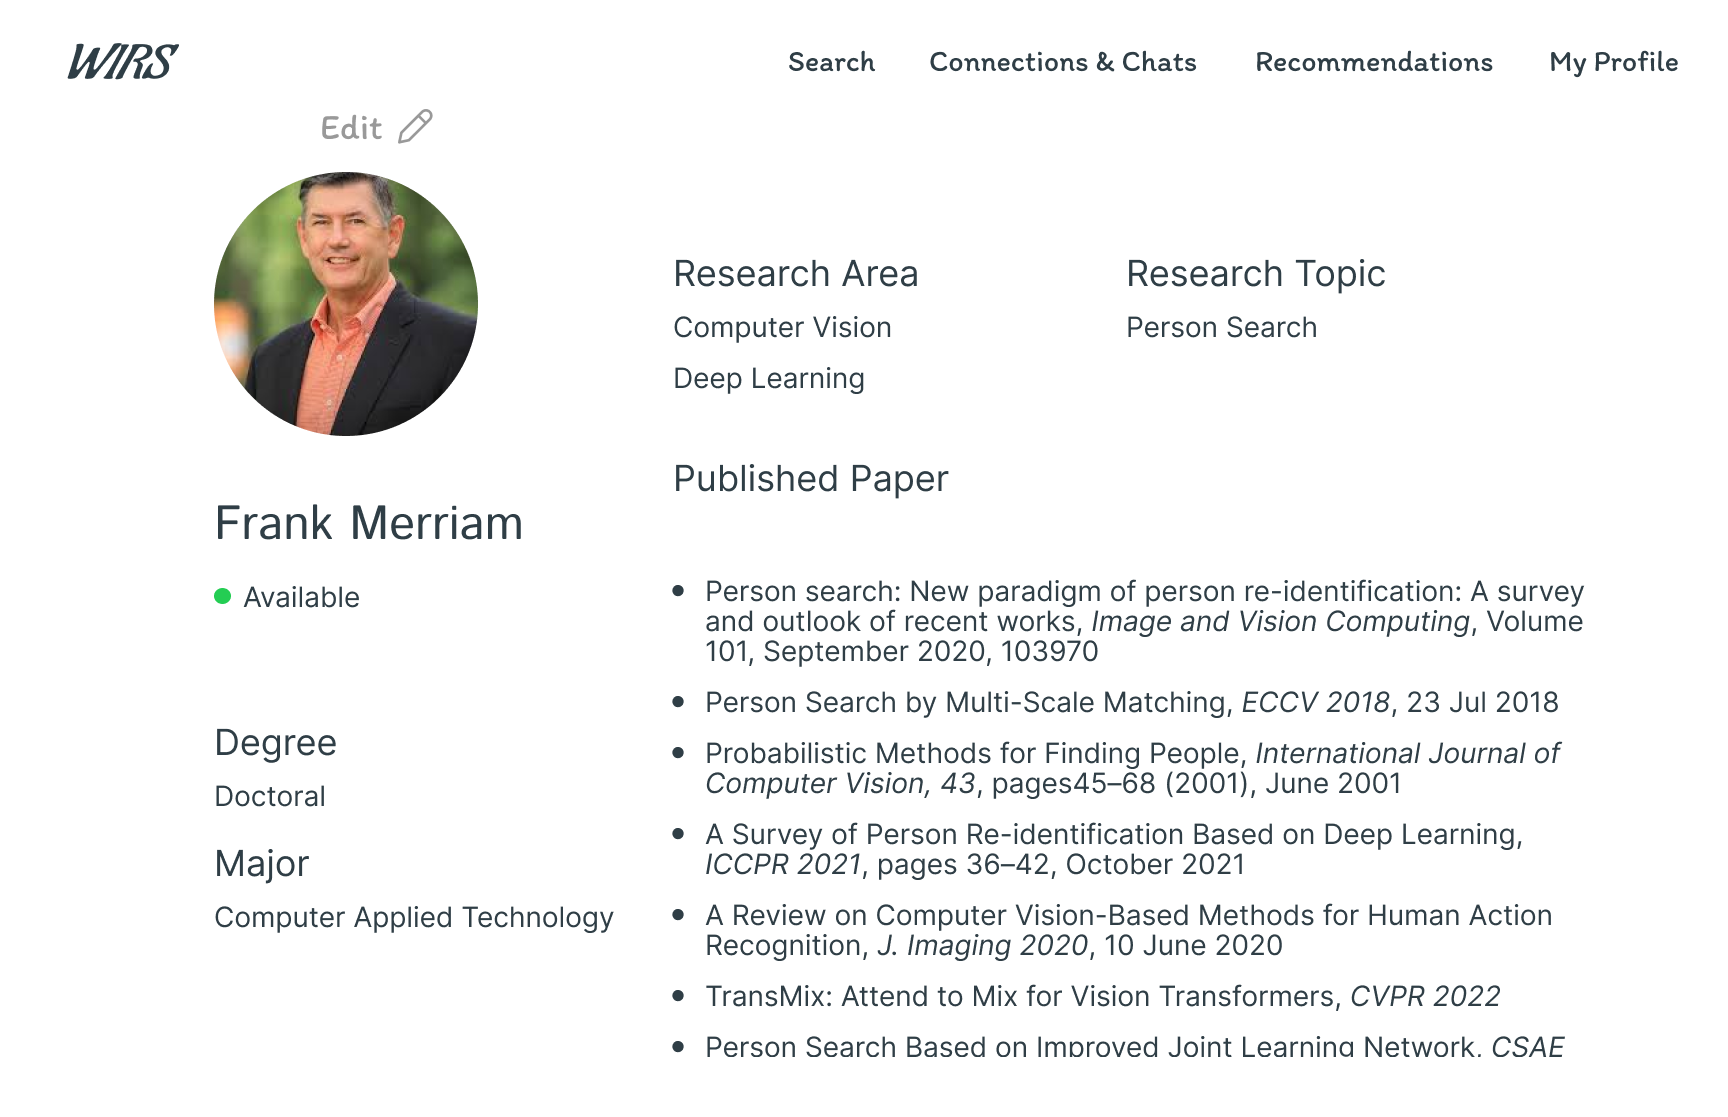 WIRS
Search
Connections & Chats
Recommendations
My Profile
Edit
Frank Merriam
Available
Degree
Doctoral
Major
Computer Applied Technology
Research Area
Computer Vision
Deep Learning
Research Topic
Person Search
Published Paper
Person search: New paradigm of person re-identification: A survey
and outlook of recent works, Image and Vision Computing, Volume
101, September 2020, 103970
Person Search by Multi-Scale Matching, ECCV 2018, 23 Jul 2018
Probabilistic Methods for Finding People, International Journal of
Computer Vision, 43, pages45–68 (2001), June 2001
A Survey of Person Re-identification Based on Deep Learning,
ICCPR 2021, pages 36–42, October 2021
A Review on Computer Vision-Based Methods for Human Action
Recognition, J. Imaging 2020, 10 June 2020
TransMix: Attend to Mix for Vision Transformers, CVPR 2022
Person Search Based on Improved Joint Learning Network, CSAE